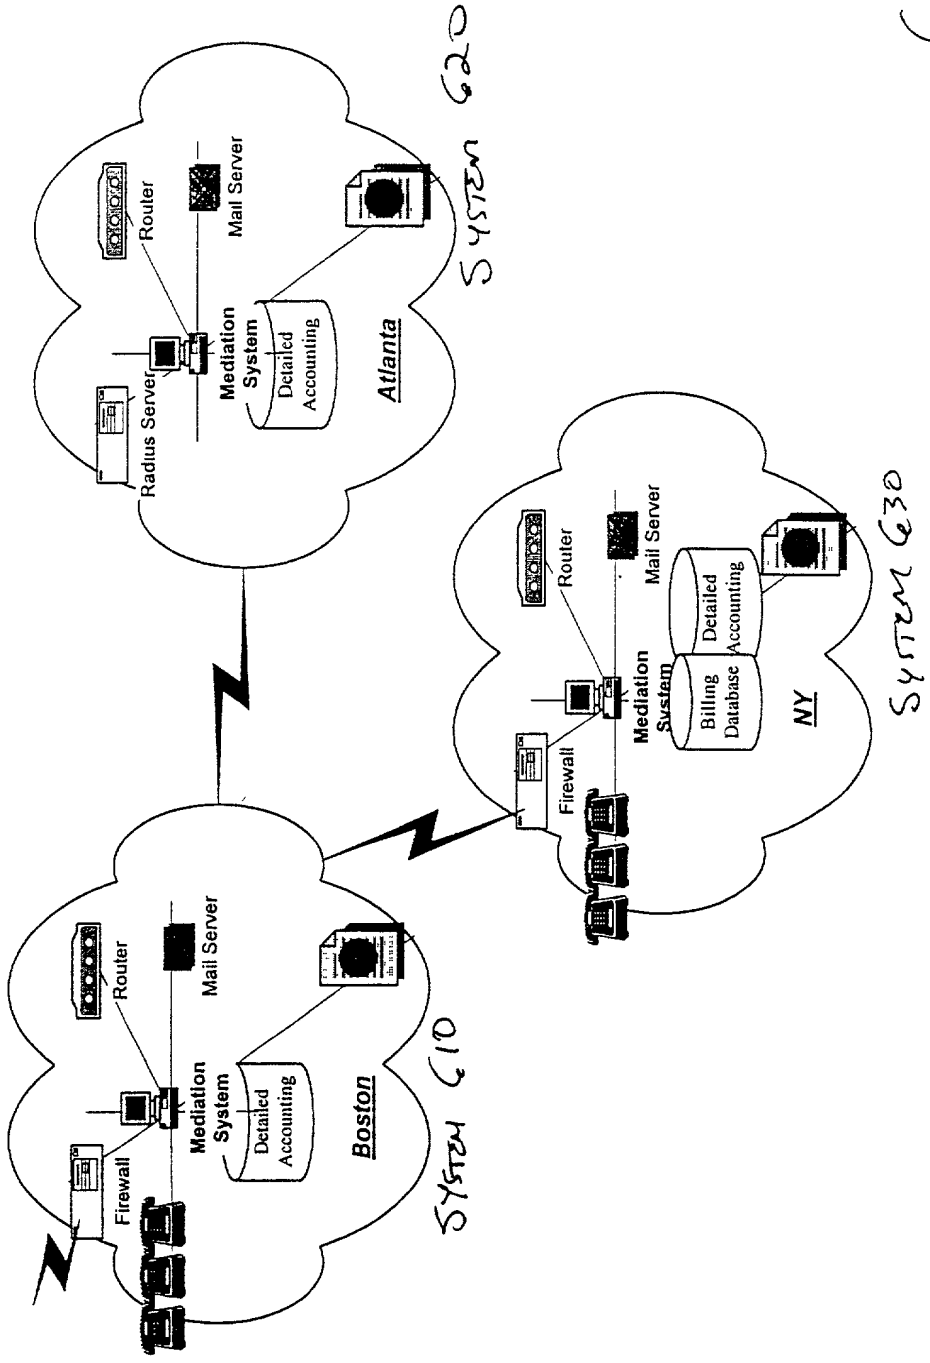 Firewall
Router
Mediation
System
Mail Server
Detailed
Accounting
Boston
SYSTEM 610
Radius Server
Router
Mediation
System
Mail Server
Detailed
Accounting
Atlanta
SYSTEM 620
Firewall
Router
Mediation
System
Mail Server
Billing
Database
Detailed
Accounting
NY
SYSTEM 630